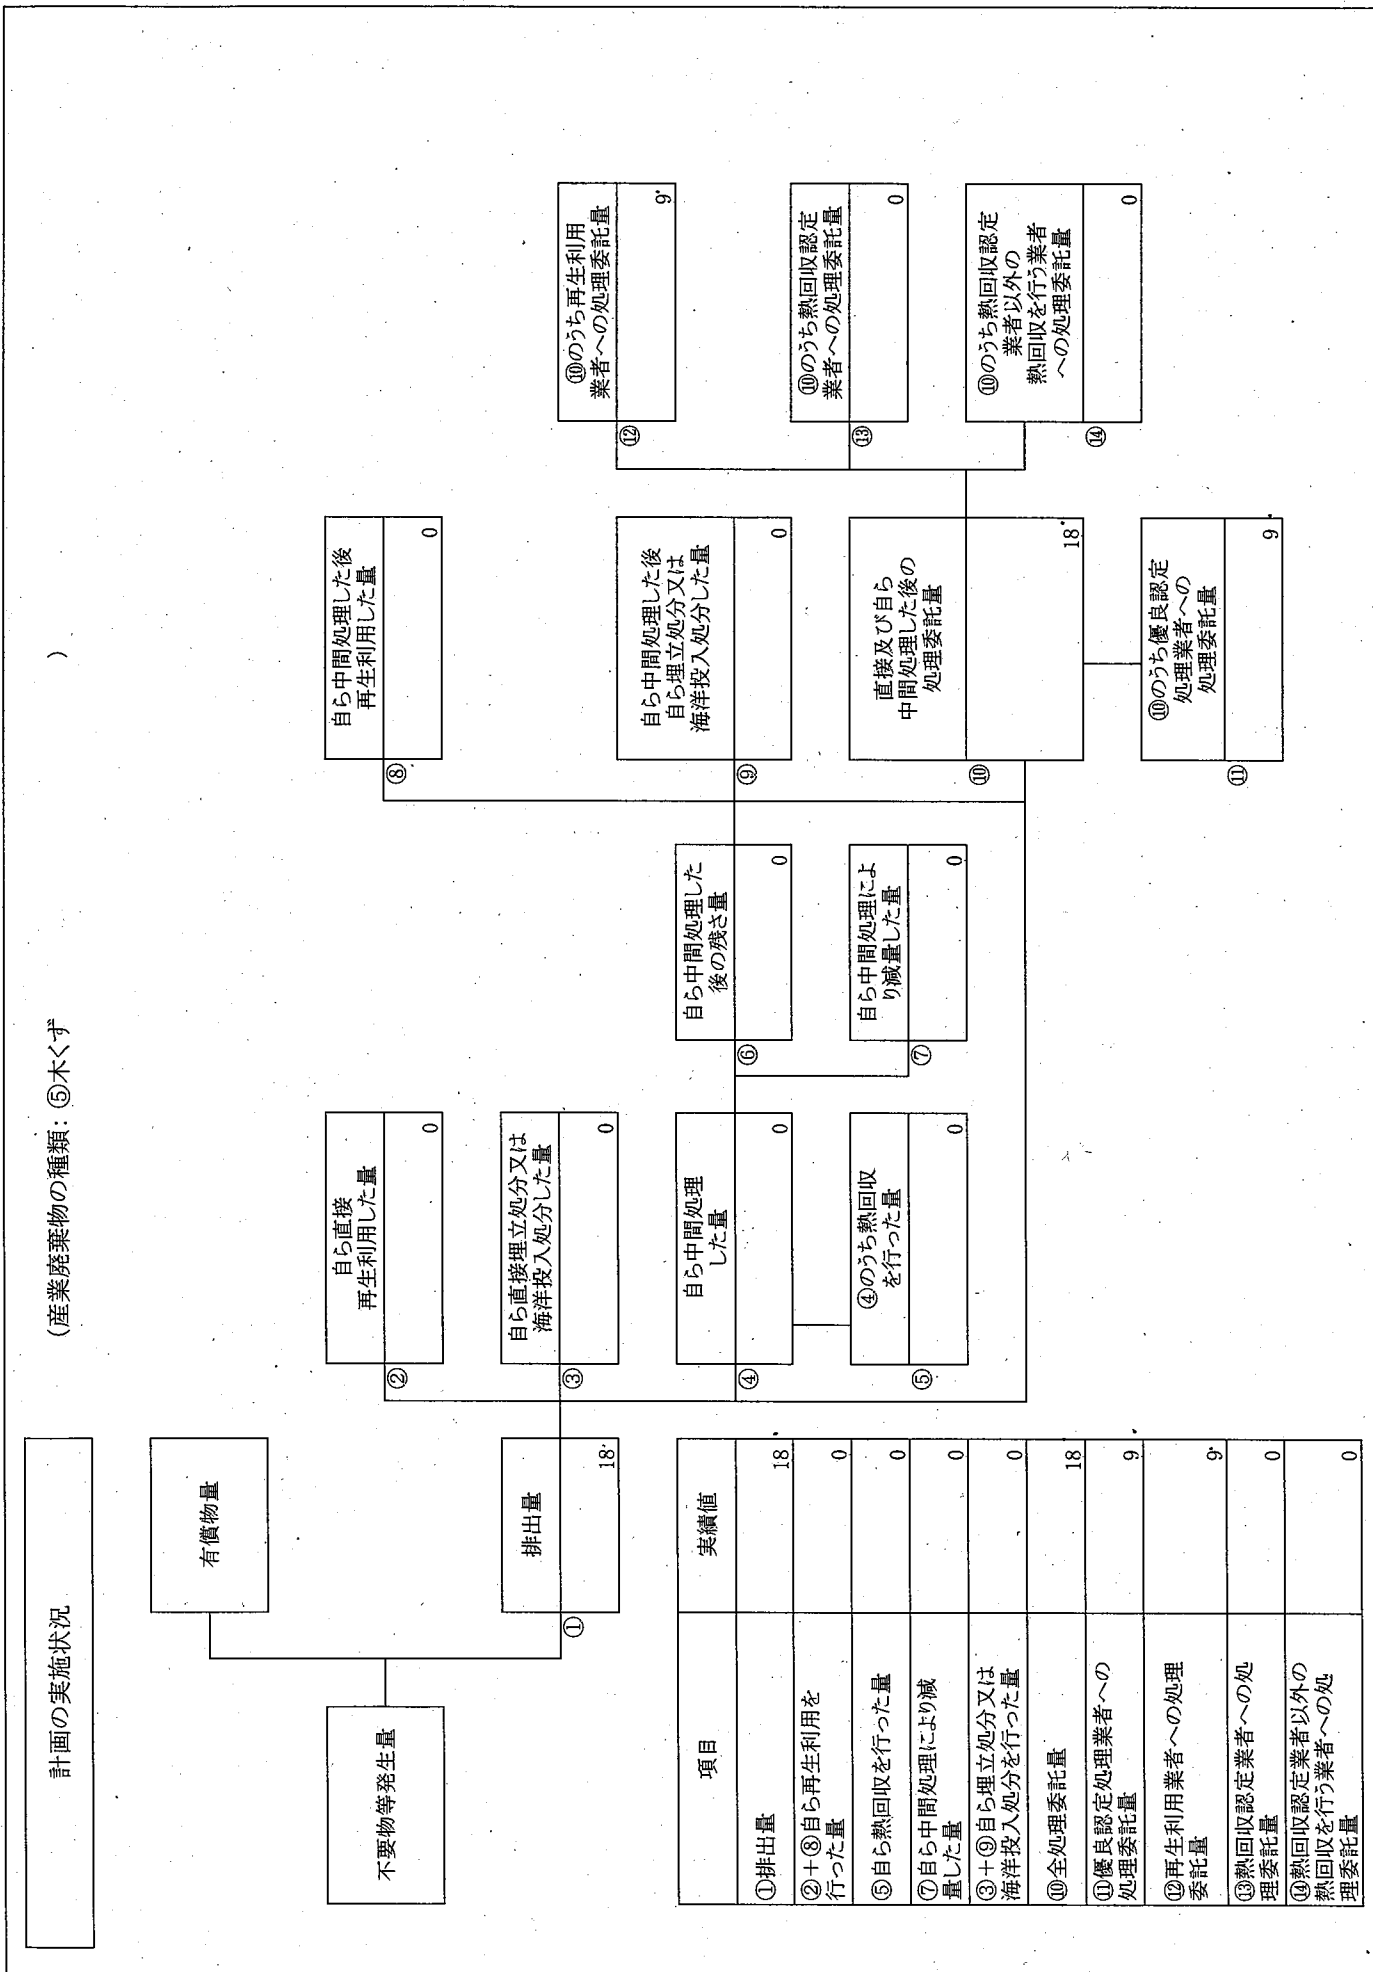 計画の実施状況
(産業廃棄物の種類：⑤木くず
)
不要物等発生量
有償物量
①
排出量
18
②
自ら直接
再生利用した量
0
③
自ら直接埋立処分又は
海洋投入処分した量
0
④
自ら中間処理
した量
0
⑤
④のうち熱回収
を行った量
0
⑥
自ら中間処理した
後の残さ量
0
⑦
自ら中間処理によ
り減量した量
0
⑧
自ら中間処理した後
再生利用した量
0
⑨
自ら中間処理した後
自ら埋立処分又は
海洋投入処分した量
0
⑩
直接及び自ら
中間処理した後の
処理委託量
18
⑪
⑩のうち優良認定
処理業者への
処理委託量
9
⑫
⑩のうち再生利用
業者への処理委託量
9
⑬
⑩のうち熱回収認定
業者への処理委託量
0
⑭
⑩のうち熱回収認定
業者以外の
熱回収を行う業者
への処理委託量
0
項目 実績値
①排出量 18
②+⑧自ら再生利用を
行った量 0
⑤自ら熱回収を行った量 0
⑦自ら中間処理により減
量した量 0
③+⑨自ら埋立処分又は
海洋投入処分を行った量 0
⑩全処理委託量 18
⑪優良認定処理業者への
処理委託量 9
⑫再生利用業者への処理
委託量 9
⑬熱回収認定業者への処
理委託量 0
⑭熱回収認定業者以外の
熱回収を行う業者への処
理委託量 0